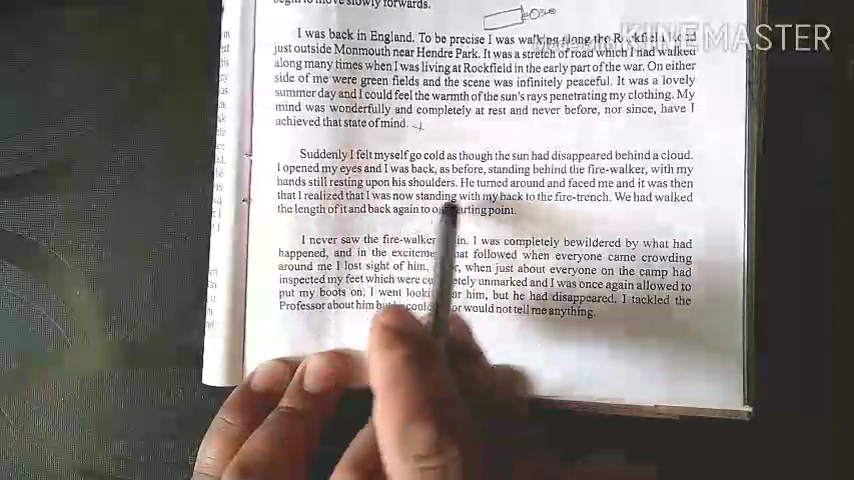 begin to move slowly forwards.
I was back in England. To be precise I was walking along the Rockfield Road
just outside Monmouth near Hendre Park. It was a stretch of road which I had walked
along many times when I was living at Rockfield in the early part of the war. On either
side of me were green fields and the scene was infinitely peaceful. It was a lovely
summer day and I could feel the warmth of the sun's rays penetrating my clothing. My
mind was wonderfully and completely at rest and never before, nor since, have I
achieved that state of mind.
Suddenly I felt myself go cold as though the sun had disappeared behind a cloud.
I opened my eyes and I was back, as before, standing behind the fire-walker, with my
hands still resting upon his shoulders. He turned around and faced me and it was then
that I realized that I was now standing with my back to the fire-trench. We had walked
the length of it and back again to starting point.
I never saw the fire-walker I was completely bewildered by what had
happened, and in the followed when everyone came crowding
around me I lost sight of him. when just about everyone on the camp had
inspected my feet which were unmarked and I was once again allowed to
put my boots on, I went him, but he had disappeared. I tackled the
Professor about him but would not tell me anything.
Made with KINEMASTER